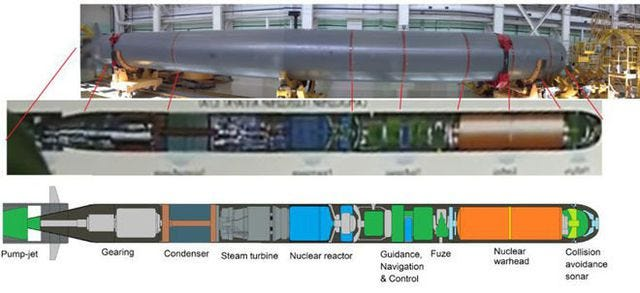 Pump-jet
Gearing
Condenser
Steam turbine
Nuclear reactor
Guidance,
Navigation
& Control
Fuze
Nuclear
warhead
Collision
avoidance
sonar